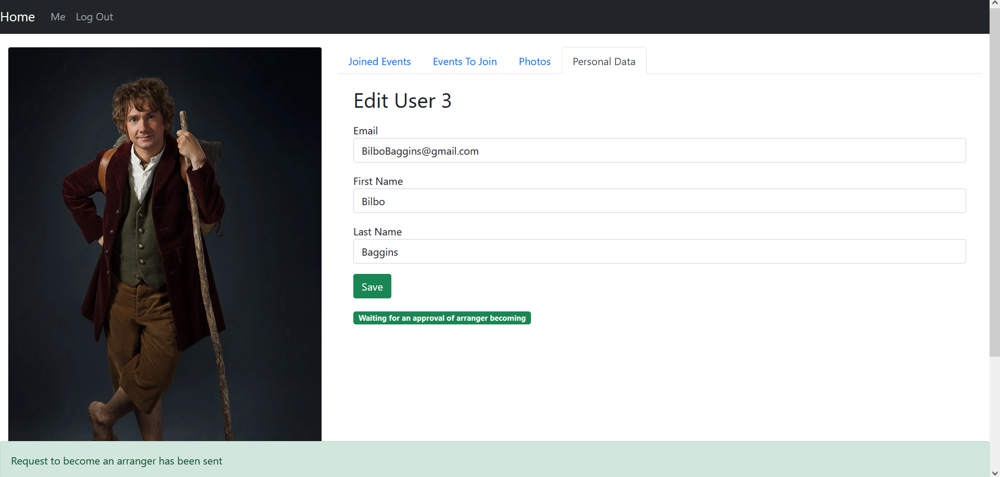 Home Me Log Out
Joined Events Events To Join Photos Personal Data
Edit User 3
Email
BilboBaggins@gmail.com
First Name
Bilbo
Last Name
Baggins
Save
Waiting for an approval of arranger becoming
Request to become an arranger has been sent